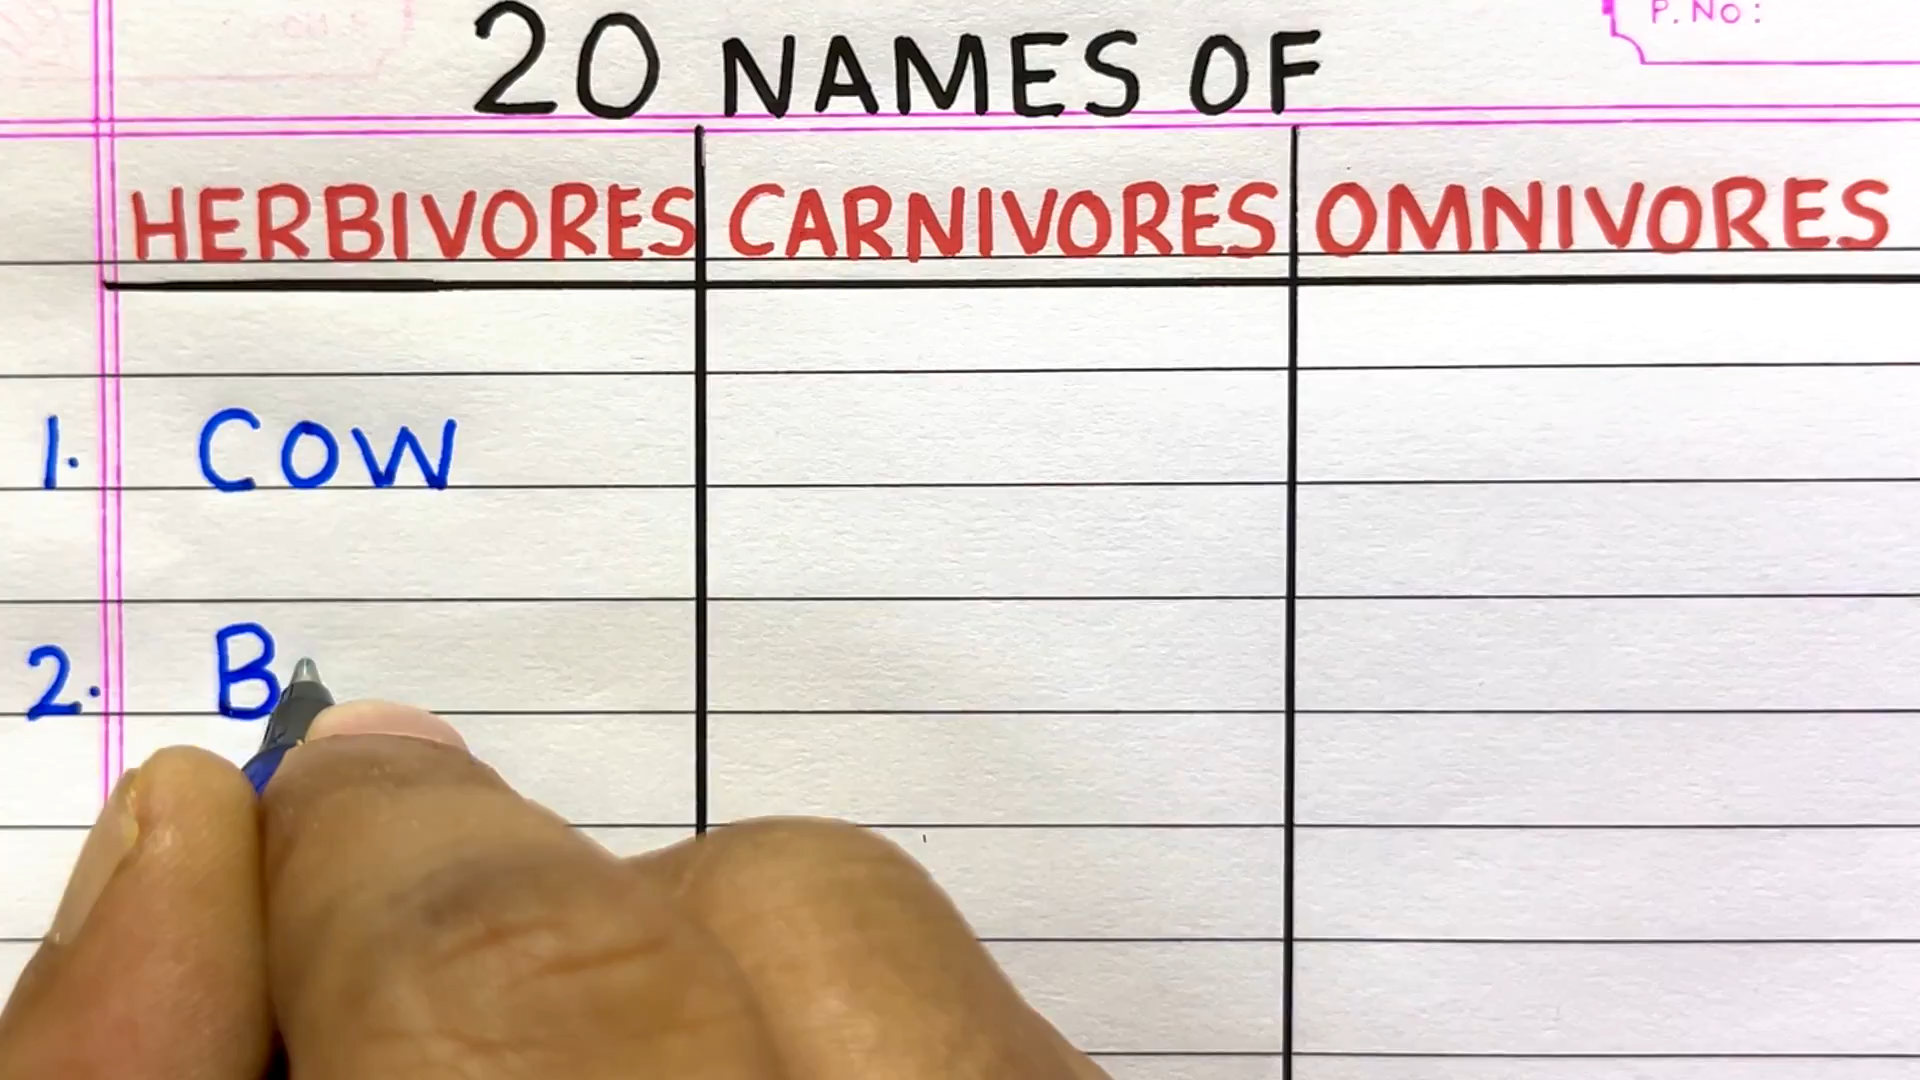 P. No:
20 NAMES OF
HERBIVORES CARNIVORES OMNIVORES
1. COW
2. B